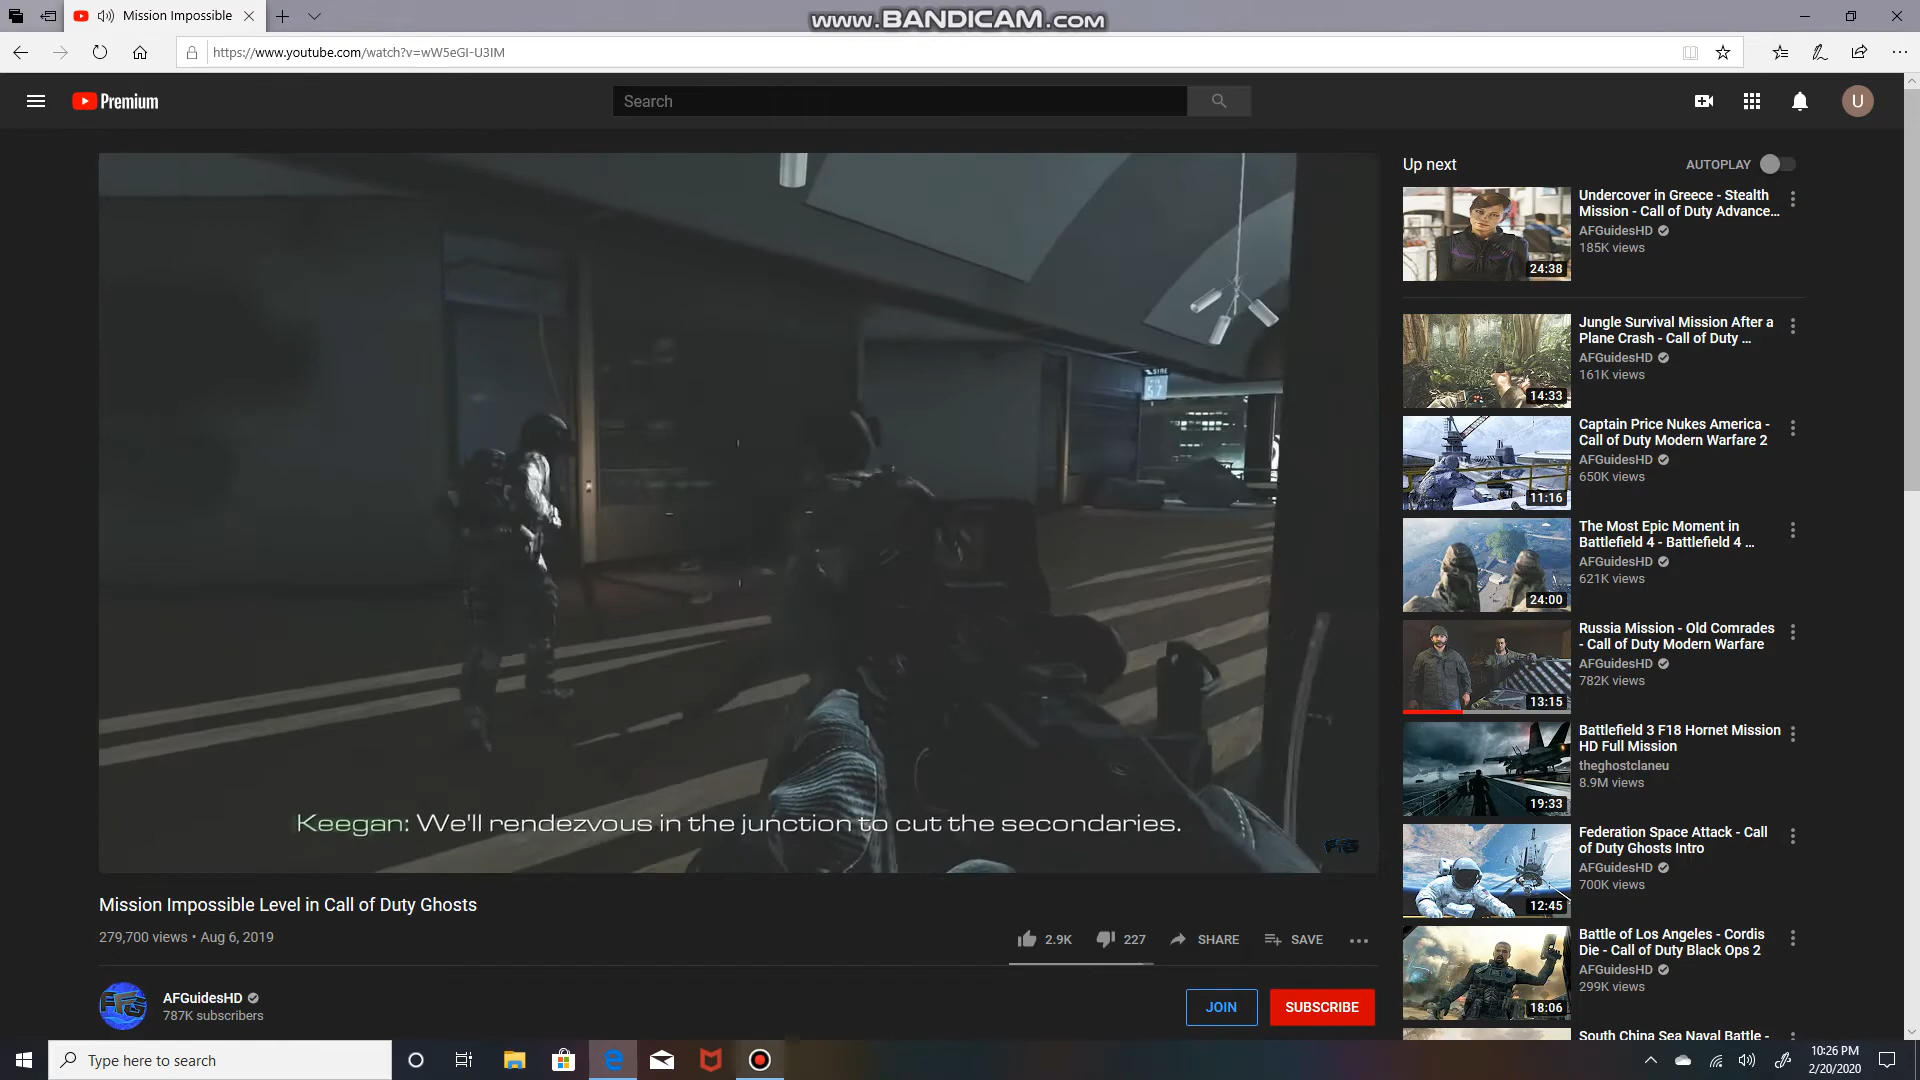 Mission Impossible
www.BANDICAM.com
https://www.youtube.com/watch?v=wW5eGI-U3IM
Premium
Search
U
SIRE
57
Keegan: We'll rendezvous in the junction to cut the secondaries.
Mission Impossible Level in Call of Duty Ghosts
279,700 views • Aug 6, 2019
2.9K
227
SHARE
SAVE
AFGuidesHD
787K subscribers
JOIN
SUBSCRIBE
Up next
AUTOPLAY
Undercover in Greece - Stealth
Mission - Call of Duty Advance...
AFGuidesHD
185K views
24:38
Jungle Survival Mission After a
Plane Crash - Call of Duty ...
AFGuidesHD
161K views
14:33
Captain Price Nukes America -
Call of Duty Modern Warfare 2
AFGuidesHD
650K views
11:16
The Most Epic Moment in
Battlefield 4 - Battlefield 4 ...
AFGuidesHD
621K views
24:00
Russia Mission - Old Comrades
- Call of Duty Modern Warfare
AFGuidesHD
782K views
13:15
Battlefield 3 F18 Hornet Mission
HD Full Mission
theghostclaneu
8.9M views
19:33
Federation Space Attack - Call
of Duty Ghosts Intro
AFGuidesHD
700K views
12:45
Battle of Los Angeles - Cordis
Die - Call of Duty Black Ops 2
AFGuidesHD
299K views
18:06
South China Sea Naval Battle -
Type here to search
10:26 PM
2/20/2020